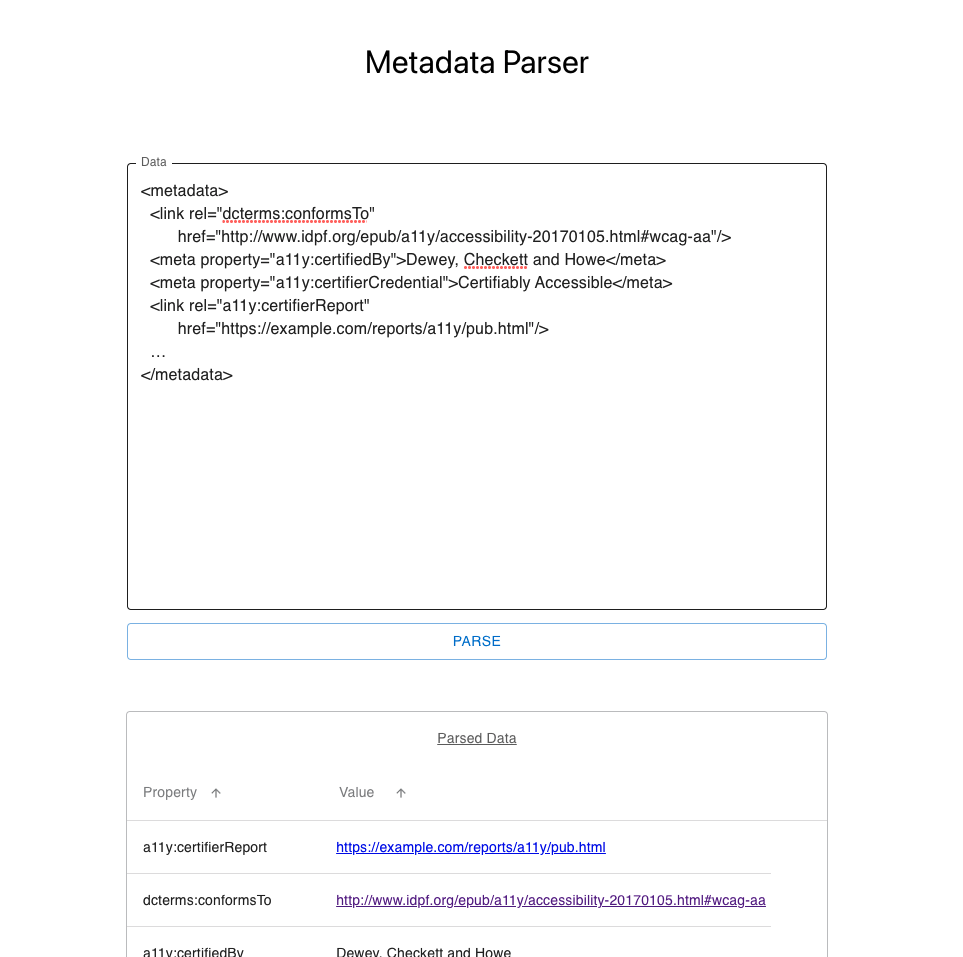 Metadata Parser
Data
<metadata>
<link rel="dcterms:conformsTo"
href="http://www.idpf.org/epub/a11y/accessibility-20170105.html#wcag-aa"/>
<meta property="a11y:certifiedBy">Dewey, Checkett and Howe</meta>
<meta property="a11y:certifierCredential">Certifiably Accessible</meta>
<link rel="a11y:certifierReport"
href="https://example.com/reports/a11y/pub.html"/>
…
</metadata>
PARSE
Parsed Data
Property ↑ Value ↑
a11y:certifierReport https://example.com/reports/a11y/pub.html
dcterms:conformsTo http://www.idpf.org/epub/a11y/accessibility-20170105.html#wcag-aa
a11y:certifiedBy Dewey, Checkett and Howe